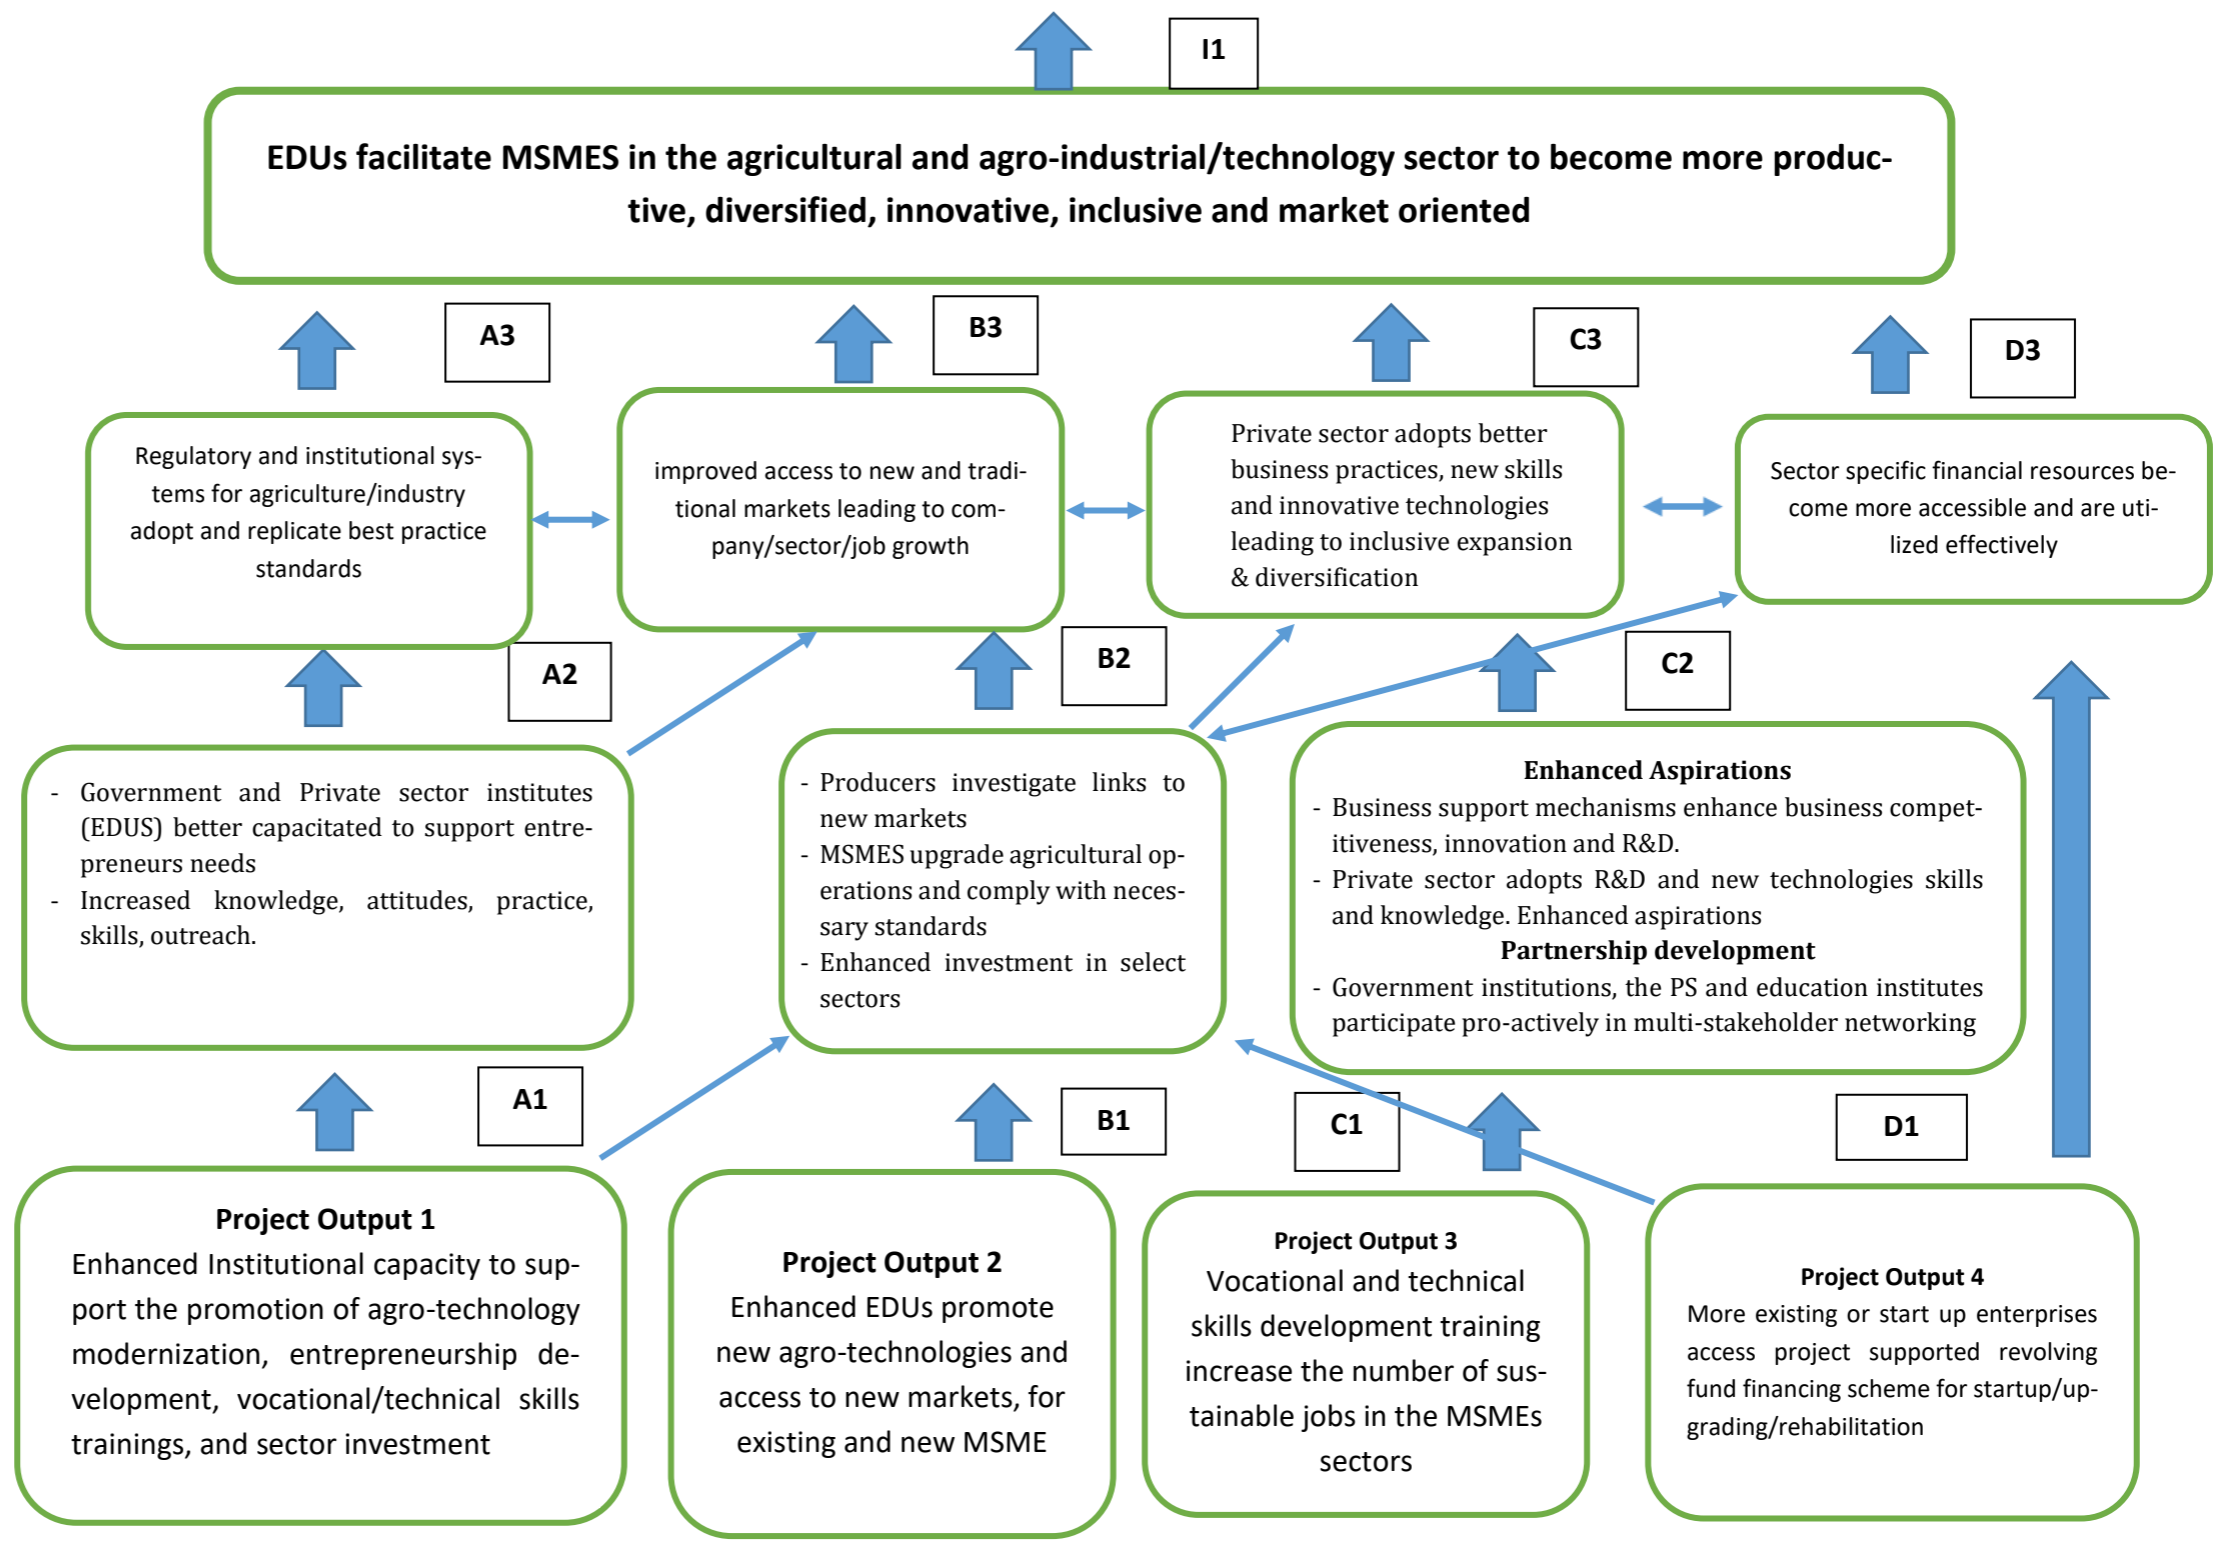 I1
EDUs facilitate MSMES in the agricultural and agro-industrial/technology sector to become more produc-
tive, diversified, innovative, inclusive and market oriented
A3
B3
C3
D3
Regulatory and institutional sys-
tems for agriculture/industry
adopt and replicate best practice
standards
improved access to new and tradi-
tional markets leading to com-
pany/sector/job growth
Private sector adopts better
business practices, new skills
and innovative technologies
leading to inclusive expansion
& diversification
Sector specific financial resources be-
come more accessible and are uti-
lized effectively
A2
B2
C2
- Government and Private sector institutes
(EDUS) better capacitated to support entre-
preneurs needs
- Increased knowledge, attitudes, practice,
skills, outreach.
- Producers investigate links to
new markets
- MSMES upgrade agricultural op-
erations and comply with neces-
sary standards
- Enhanced investment in select
sectors
Enhanced Aspirations
- Business support mechanisms enhance business compet-
itiveness, innovation and R&D.
- Private sector adopts R&D and new technologies skills
and knowledge. Enhanced aspirations
Partnership development
- Government institutions, the PS and education institutes
participate pro-actively in multi-stakeholder networking
A1
B1
C1
D1
Project Output 1
Enhanced Institutional capacity to sup-
port the promotion of agro-technology
modernization, entrepreneurship de-
velopment, vocational/technical skills
trainings, and sector investment
Project Output 2
Enhanced EDUs promote
new agro-technologies and
access to new markets, for
existing and new MSME
Project Output 3
Vocational and technical
skills development training
increase the number of sus-
tainable jobs in the MSMEs
sectors
Project Output 4
More existing or start up enterprises
access project supported revolving
fund financing scheme for startup/up-
grading/rehabilitation